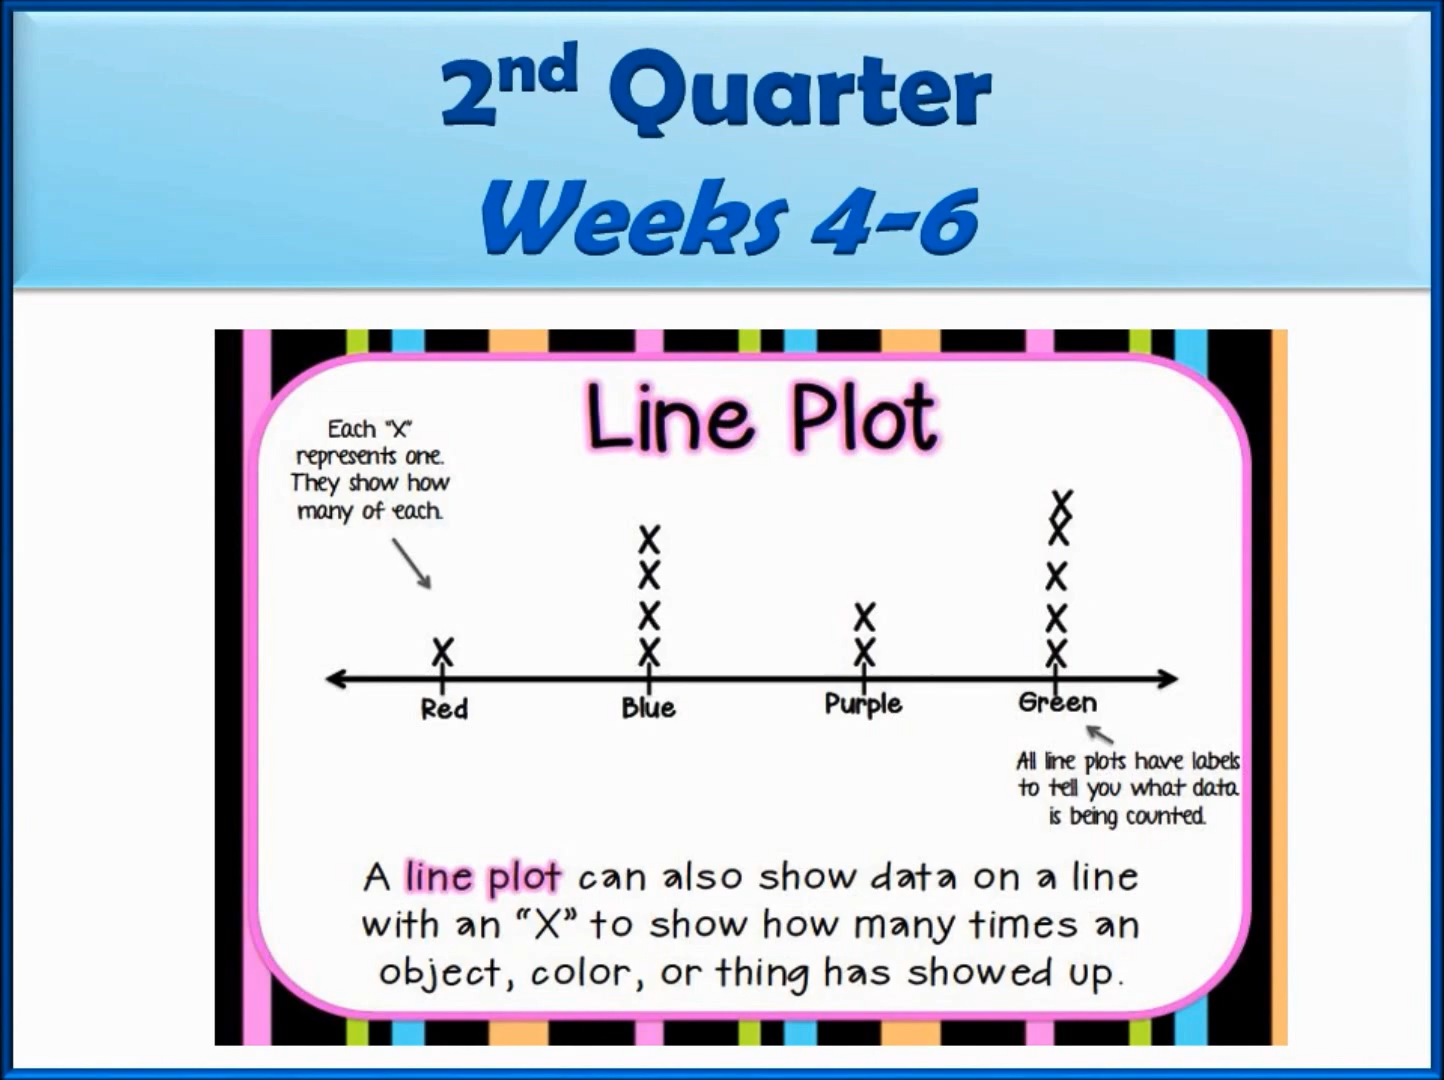 2nd Quarter
Weeks 4-6
Line Plot
Each "X"
represents one.
They show how
many of each.
X
X
X
X
X
X
X
X
X
X
X
X
Red Blue Purple Green
All line plots have labels
to tell you what data
is being counted.
A line plot can also show data on a line
with an “X” to show how many times an
object, color, or thing has showed up.